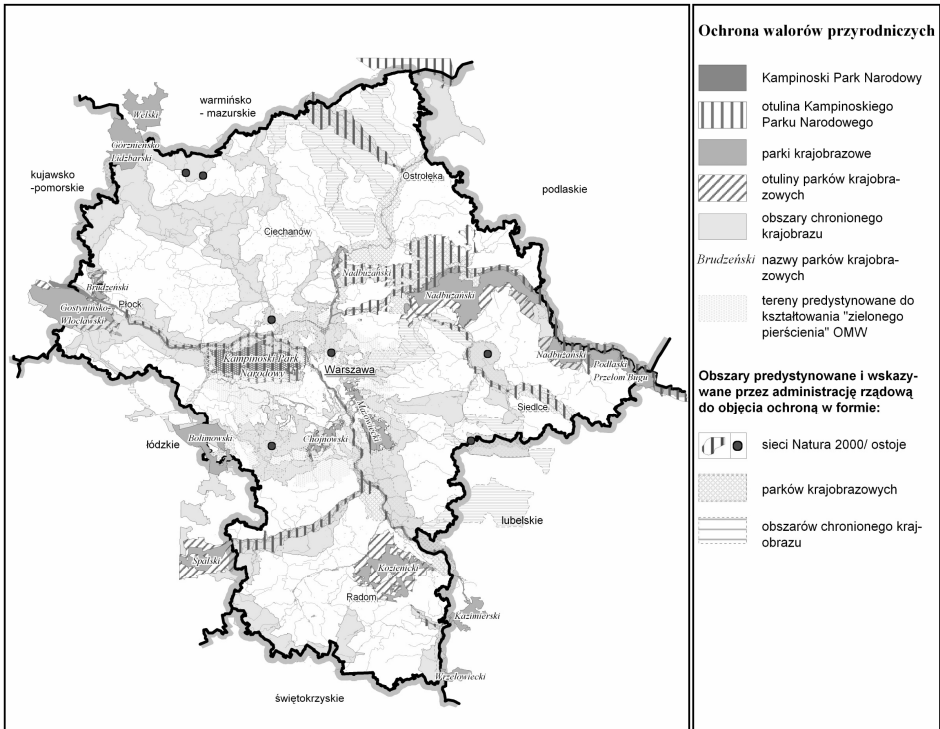 warmińsko
- mazurskie
Welski
Górznieńsko
Lidzbarski
kujawsko
-pomorskie
Ostrołęka
podlaskie
Ciechanów
Nadbużański
Nadbużański
Brudzeński
Płock
Gostynińsko-
Włocławski
Kampinoski Park
Narodowy
Warszawa
Nadbużański
Podlaski
Przełom Bugu
Siedlce
Mazowiecki
Chojnowski
Bolimowski
łódzkie
lubelskie
Spalski
Kozienicki
Radom
Kazimierski
Wrzelowiecki
świętokrzyskie
Ochrona walorów przyrodniczych
Kampinoski Park Narodowy
otulina Kampinoskiego
Parku Narodowego
parki krajobrazowe
otuliny parków krajobra-
zowych
obszary chronionego
krajobrazu
Brudzeński nazwy parków krajobra-
zowych
tereny predystynowane do
kształtowania "zielonego
pierścienia" OMW
Obszary predystynowane i wskazy-
wane przez administrację rządową
do objęcia ochroną w formie:
sieci Natura 2000/ ostoje
parków krajobrazowych
obszarów chronionego kraj-
obrazu